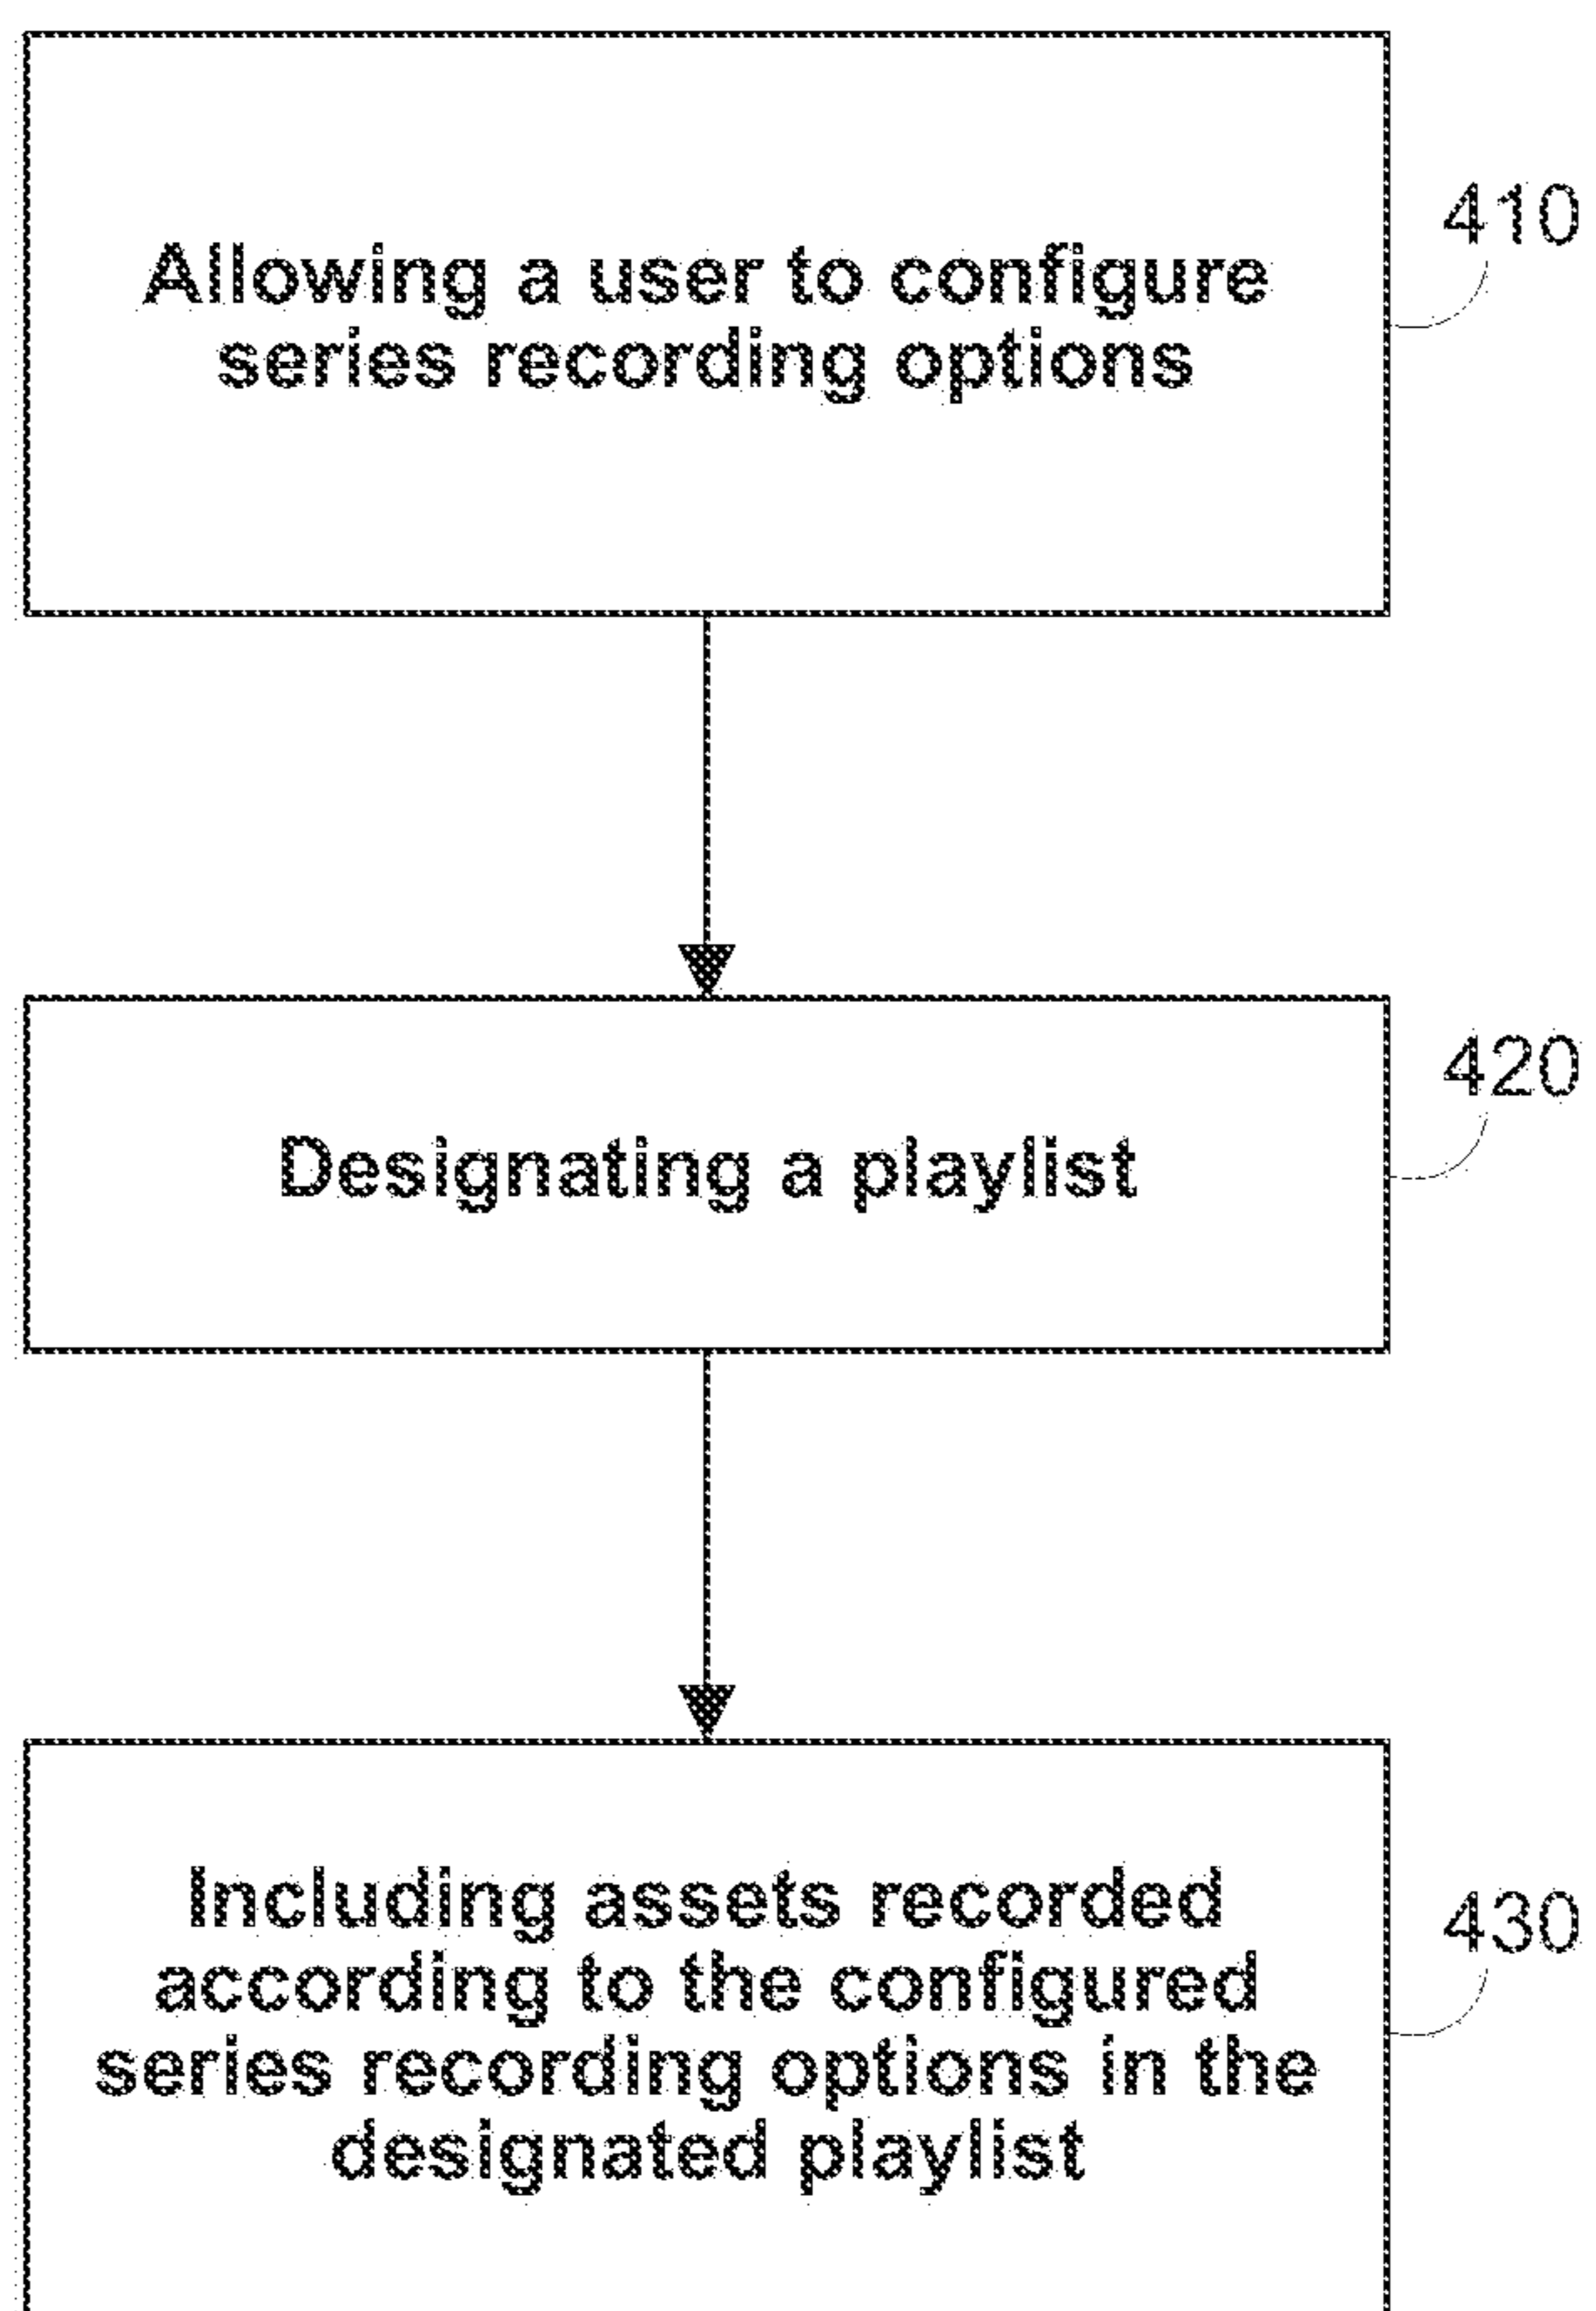 410
Allowing a user to configure
series recording options
420
Designating a playlist
430
Including assets recorded
according to the configured
series recording options in the
designated playlist